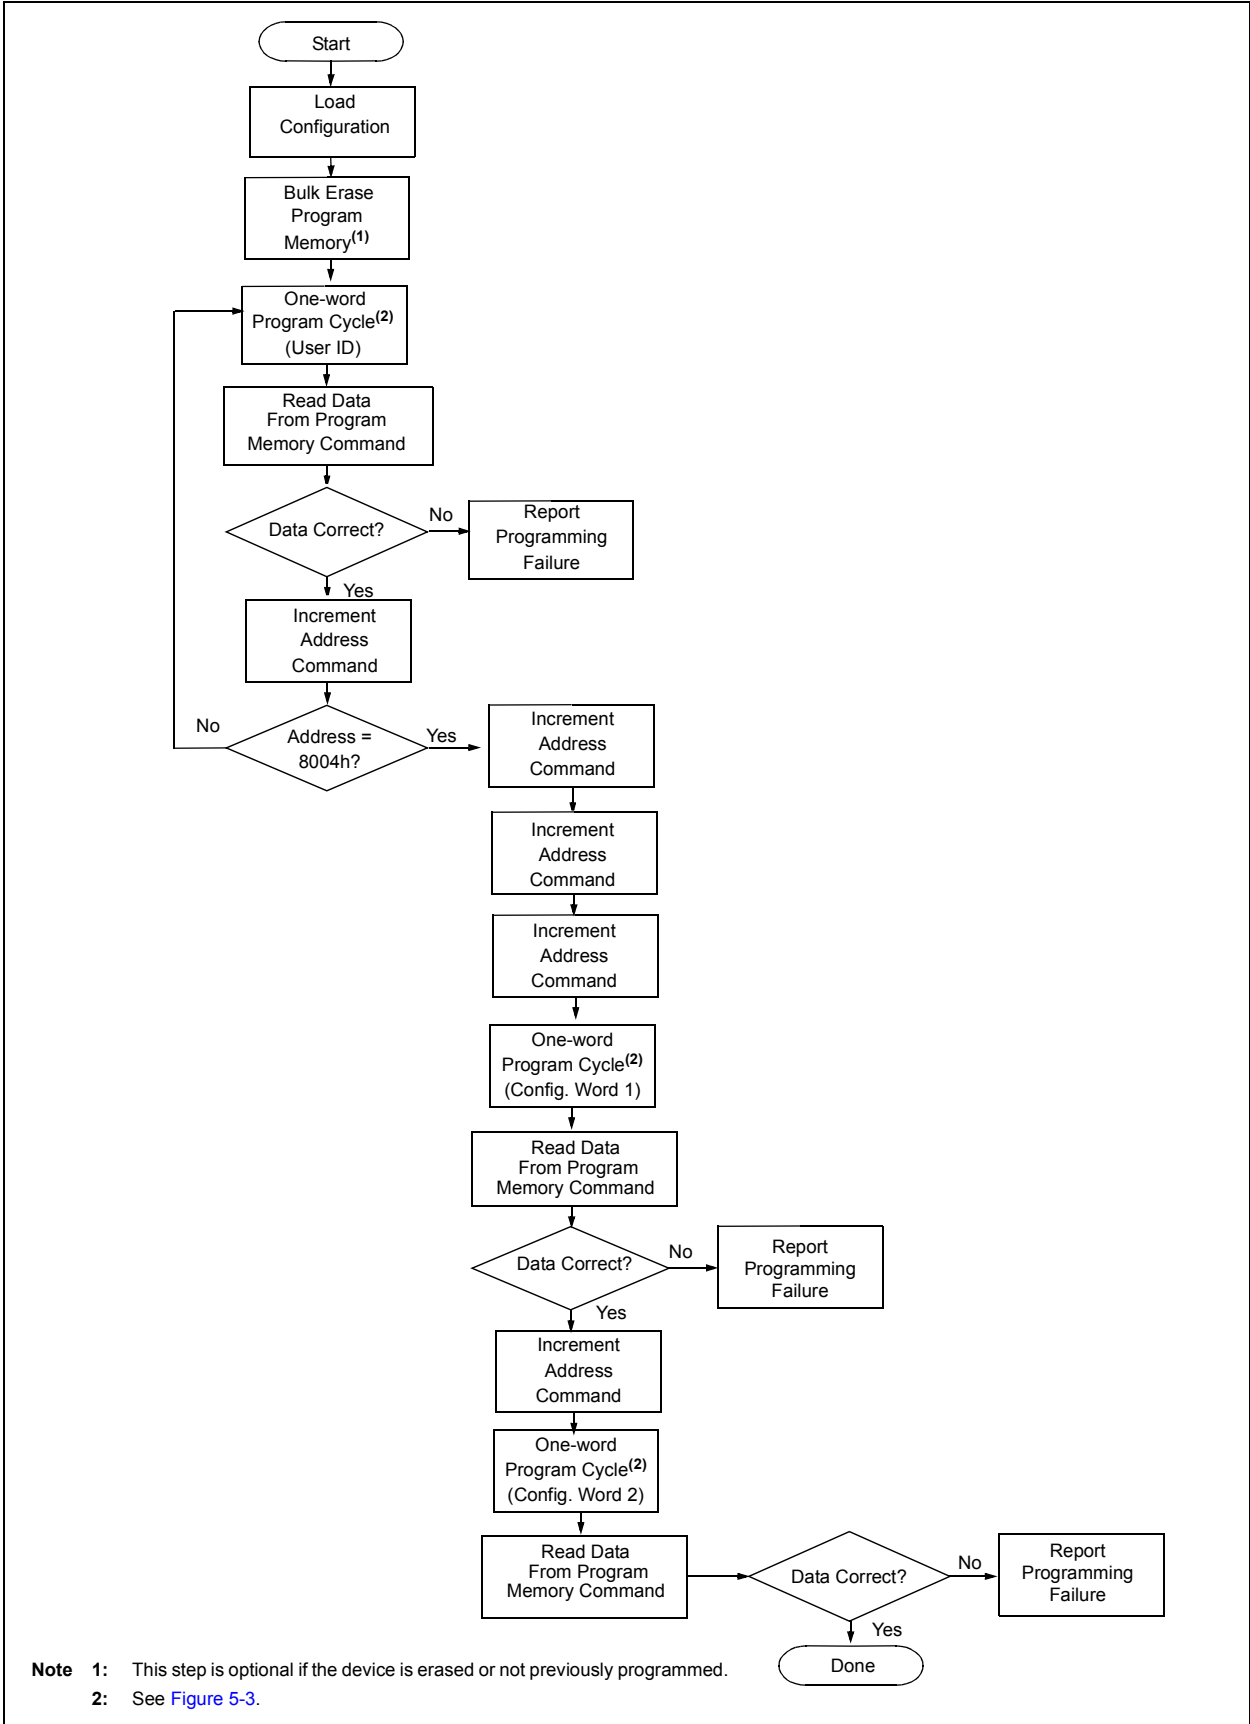 Start
Load
Configuration
Bulk Erase
Program
Memory(1)
One-word
Program Cycle(2)
(User ID)
Read Data
From Program
Memory Command
Data Correct?
No
Report
Programming
Failure
Yes
Increment
Address
Command
No
Address =
8004h?
Yes
Increment
Address
Command
Increment
Address
Command
Increment
Address
Command
One-word
Program Cycle(2)
(Config. Word 1)
Read Data
From Program
Memory Command
Data Correct?
No
Report
Programming
Failure
Yes
Increment
Address
Command
One-word
Program Cycle(2)
(Config. Word 2)
Read Data
From Program
Memory Command
Data Correct?
No
Report
Programming
Failure
Yes
Done
Note 1: This step is optional if the device is erased or not previously programmed.
2: See Figure 5-3.